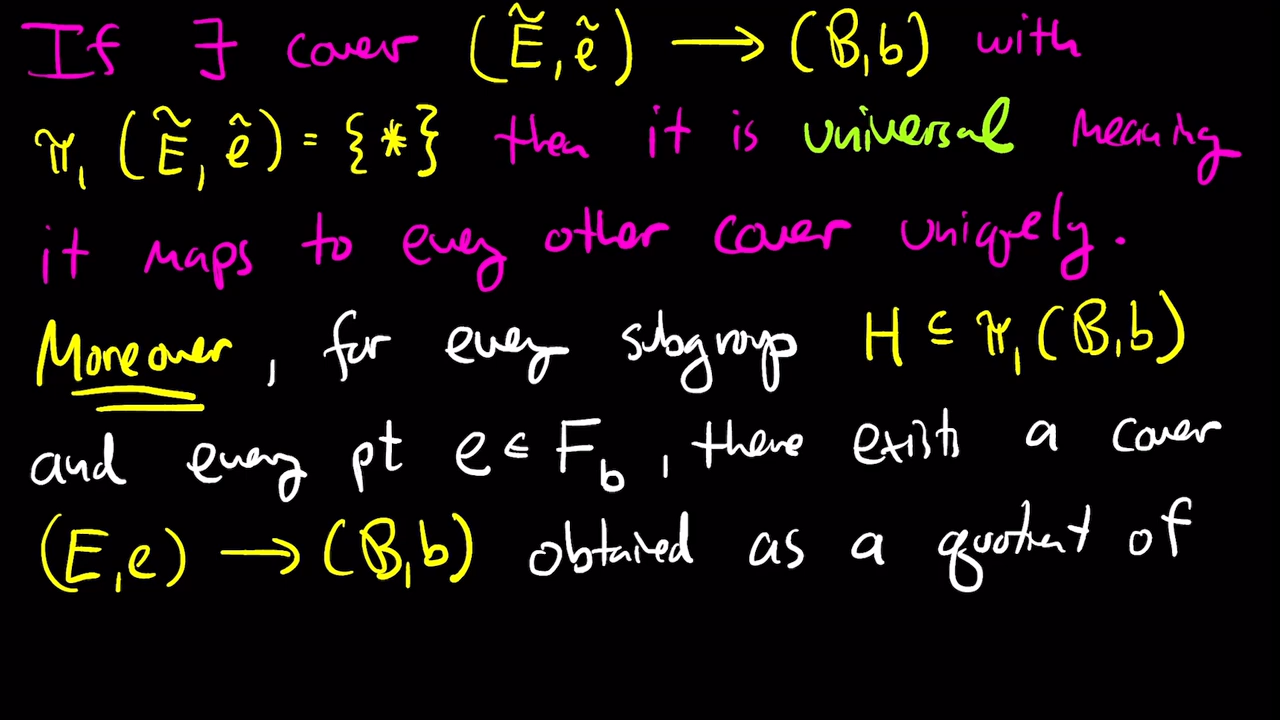 If ∃ cover (Ẽ, ẽ) ⟶ (B, b) with
π₁ (Ẽ, ê) = {*} then it is universal meaning
it maps to every other cover uniquely.
Moreover, for every subgroup H ≤ π₁ (B, b)
and every pt e ∈ F_b, there exists a cover
(E, e) ⟶ (B, b) obtained as a quotient of